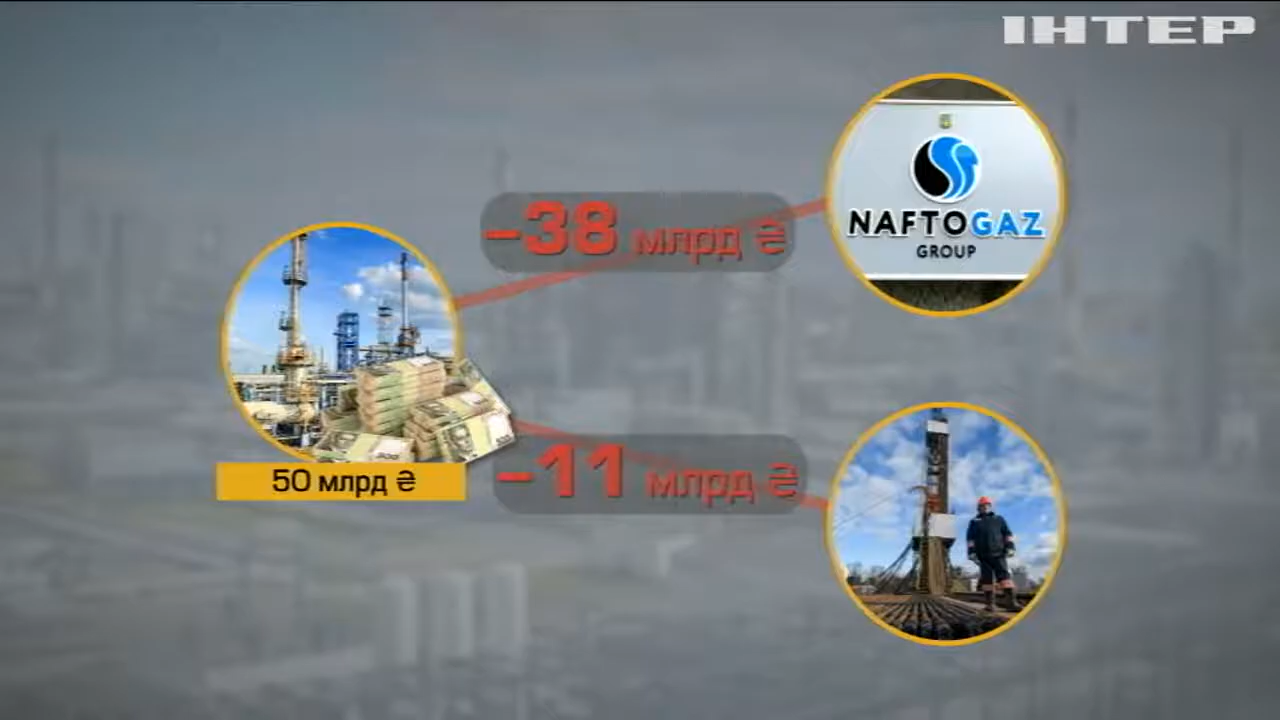 ІНТЕР
–38 млрд ₴
NAFTOGAZ
GROUP
50 млрд ₴
–11 млрд ₴